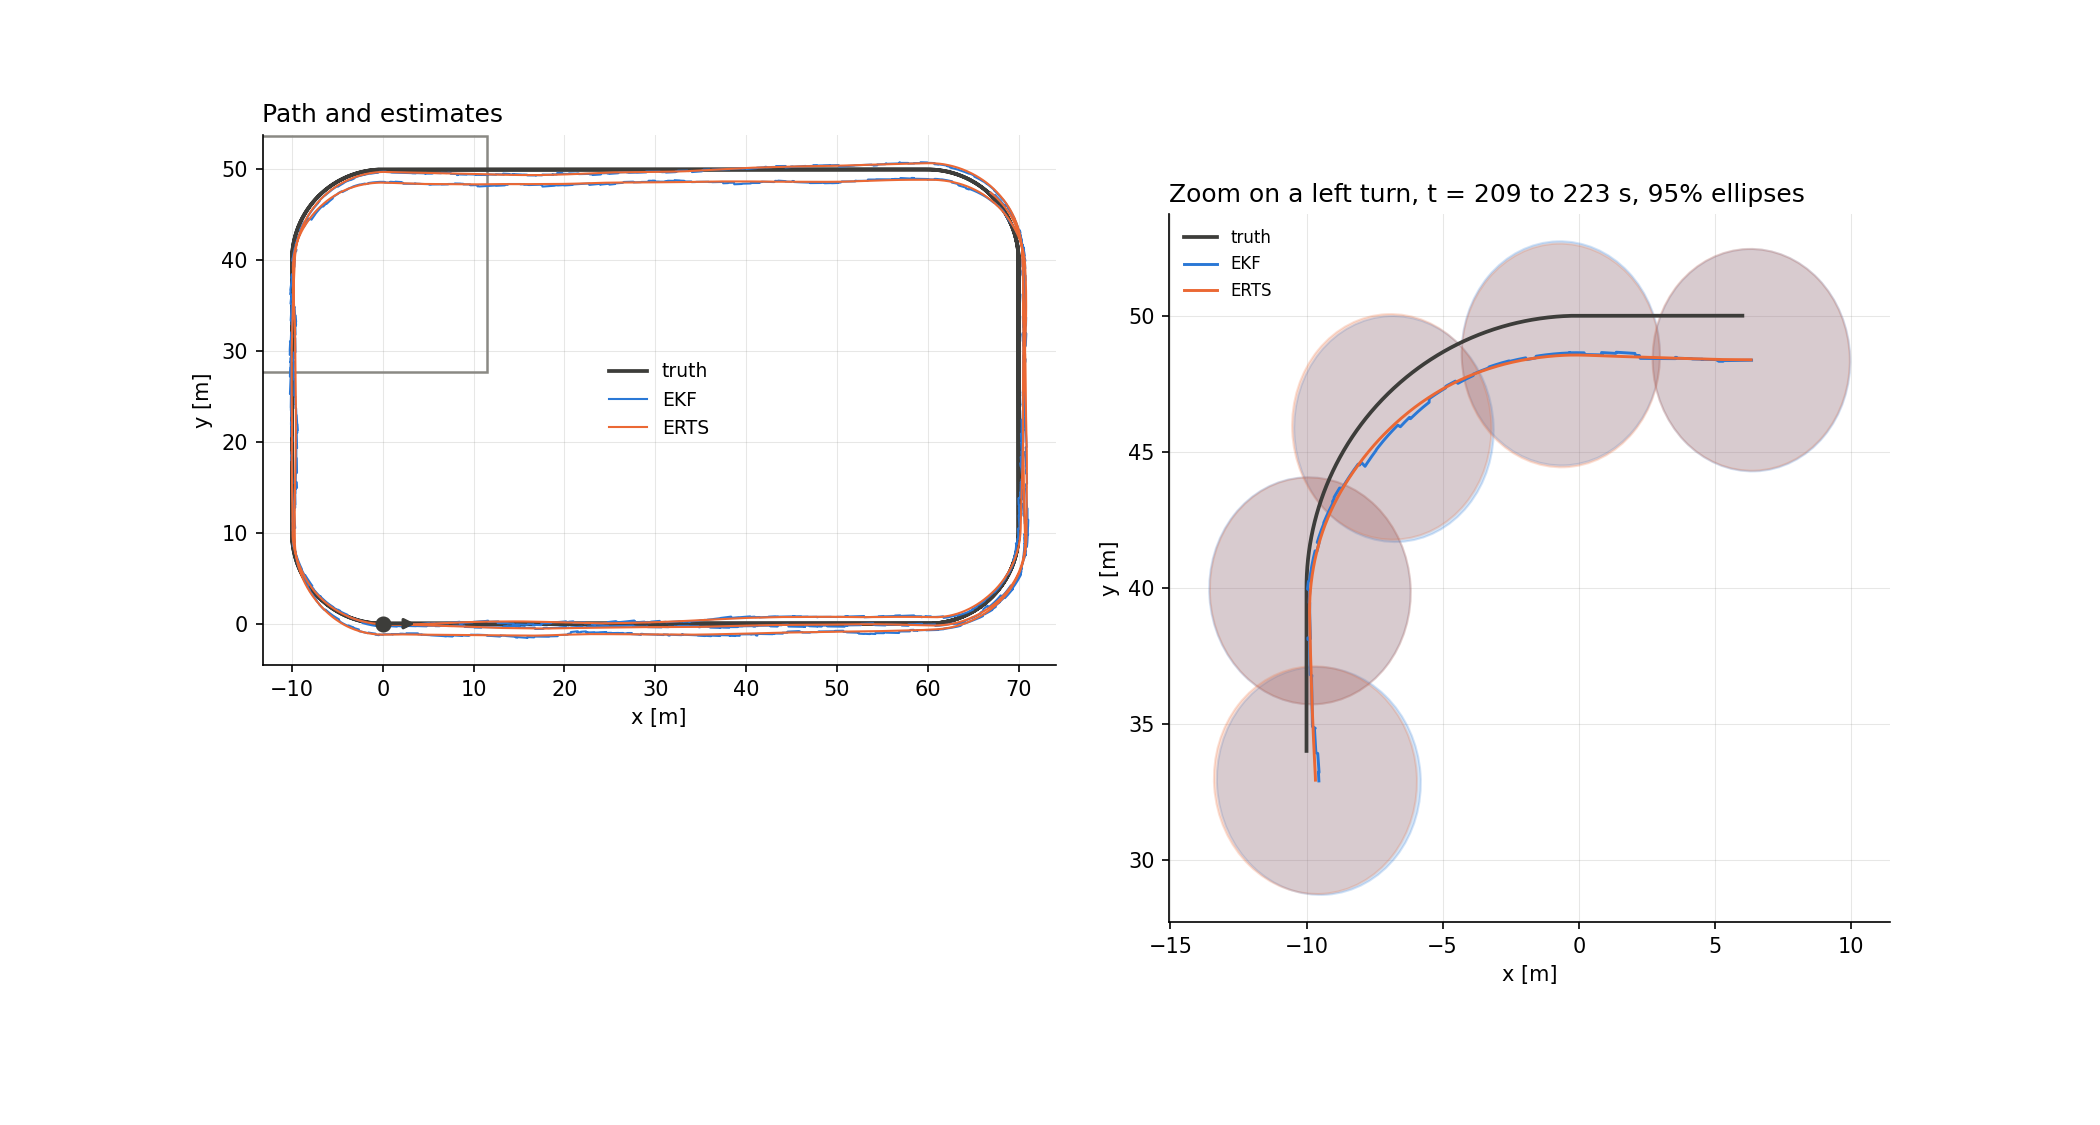 Path and estimates
50
40
30
20
10
0
y [m]
−10
0
10
20
30
40
50
60
70
x [m]
truth
EKF
ERTS
Zoom on a left turn, t = 209 to 223 s, 95% ellipses
truth
EKF
ERTS
50
45
40
35
30
y [m]
−15
−10
−5
0
5
10
x [m]